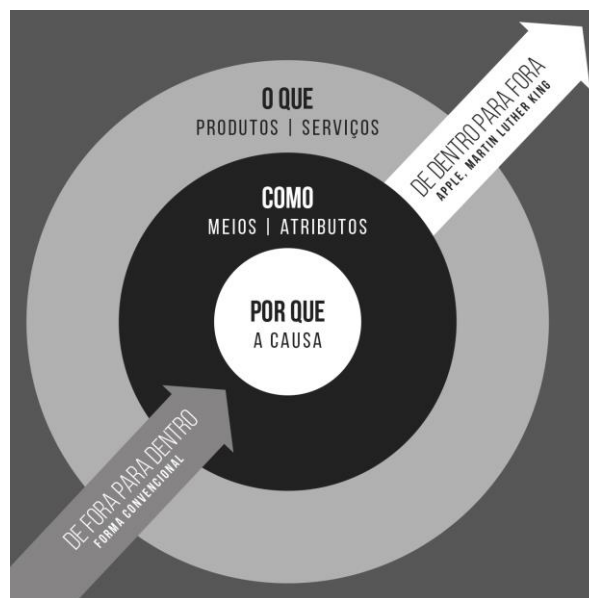 O QUE
PRODUTOS | SERVIÇOS
DE DENTRO PARA FORA
APPLE, MARTIN LUTHER KING
COMO
MEIOS | ATRIBUTOS
POR QUE
A CAUSA
DE FORA PARA DENTRO
FORMA CONVENCIONAL